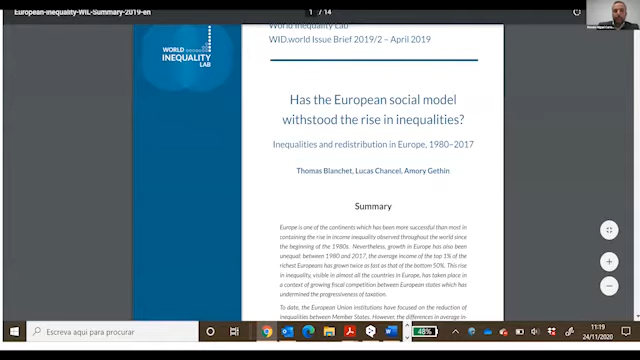 European-inequality-WIL-Summary-2019-en
1 / 14
World Inequality Lab
WID.world Issue Brief 2019/2 – April 2019
WORLD
INEQUALITY
LAB
Has the European social model
withstood the rise in inequalities?
Inequalities and redistribution in Europe, 1980–2017
Thomas Blanchet, Lucas Chancel, Amory Gethin
Summary
Europe is one of the continents which has been more successful than most in
containing the rise in income inequality observed throughout the world since
the beginning of the 1980s. Nevertheless, growth in Europe has also been
unequal: between 1980 and 2017, the average income of the top 1% of the
richest Europeans has grown twice as fast as that of the bottom 50%. This rise
in inequality, visible in almost all the countries in Europe, has taken place in
a context of growing fiscal competition between European states which has
undermined the progressivity of taxation.
To date, the European Union institutions have focused on the reduction of
inequalities between Member States. However, the differences in average in-
Escreva aqui para procurar
48%
11:19
24/11/2020
19